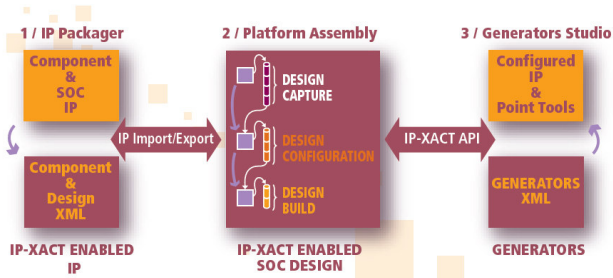 1 / IP Packager
Component
&
SOC
IP
Component
&
Design
XML
IP-XACT ENABLED
IP
IP Import/Export
2 / Platform Assembly
DESIGN
CAPTURE
DESIGN
CONFIGURATION
DESIGN
BUILD
IP-XACT ENABLED
SOC DESIGN
IP-XACT API
3 / Generators Studio
Configured
IP
&
Point Tools
GENERATORS
XML
GENERATORS